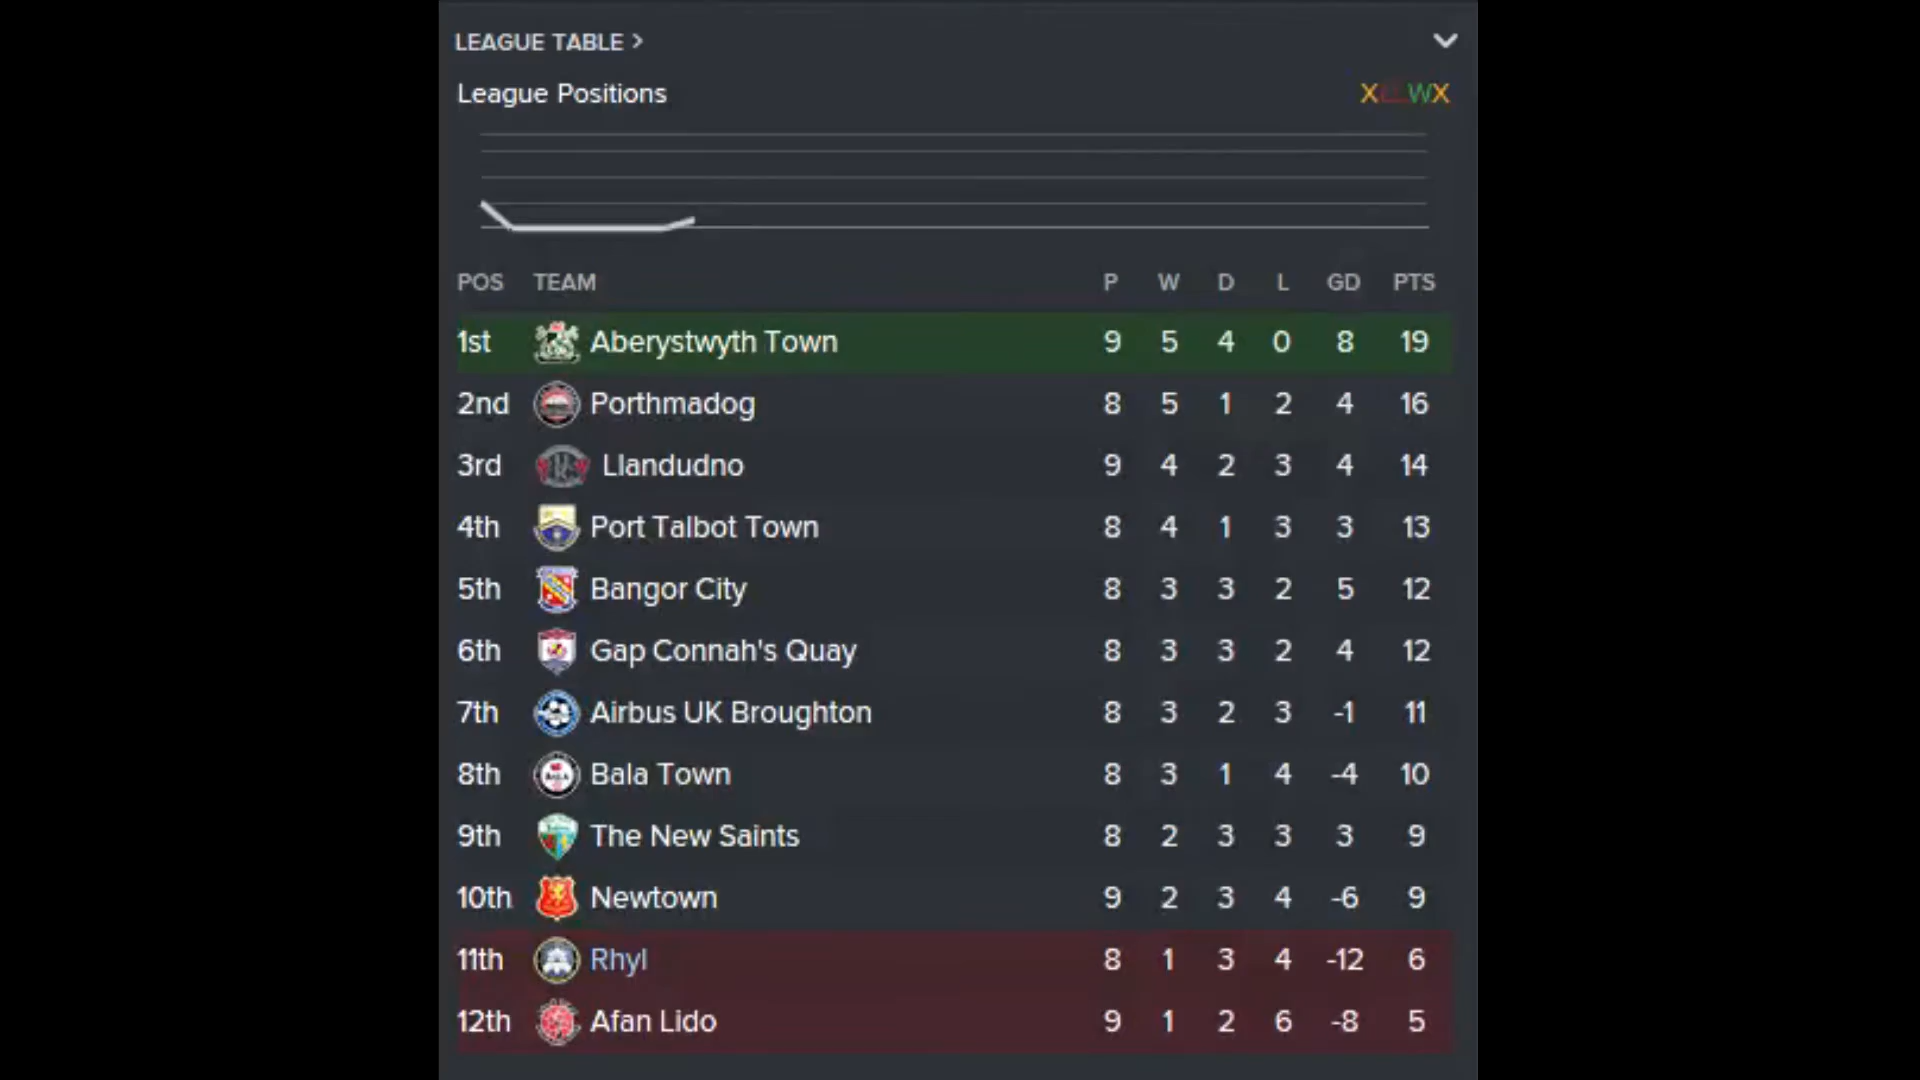 LEAGUE TABLE >
League Positions XLLWX
POS TEAM P W D L GD PTS
1st Aberystwyth Town 9 5 4 0 8 19
2nd Porthmadog 8 5 1 2 4 16
3rd Llandudno 9 4 2 3 4 14
4th Port Talbot Town 8 4 1 3 3 13
5th Bangor City 8 3 3 2 5 12
6th Gap Connah's Quay 8 3 3 2 4 12
7th Airbus UK Broughton 8 3 2 3 -1 11
8th Bala Town 8 3 1 4 -4 10
9th The New Saints 8 2 3 3 3 9
10th Newtown 9 2 3 4 -6 9
11th Rhyl 8 1 3 4 -12 6
12th Afan Lido 9 1 2 6 -8 5